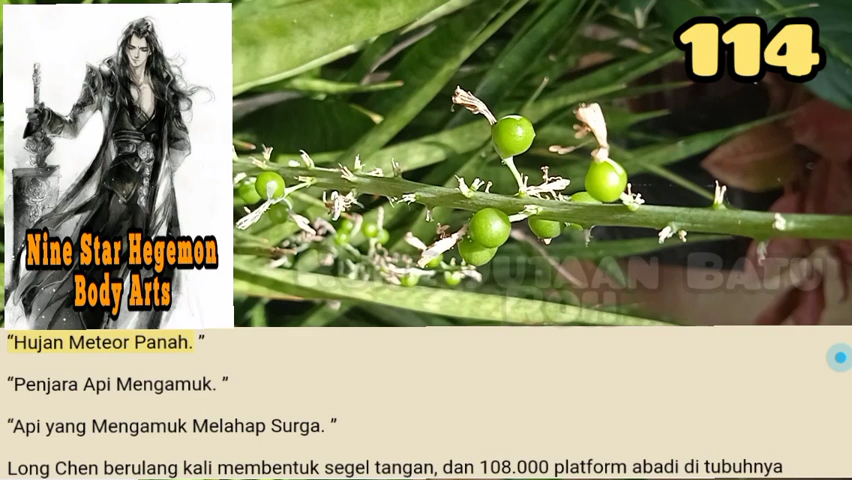 114
Nine Star Hegemon
Body Arts
“Hujan Meteor Panah. ”
“Penjara Api Mengamuk. ”
“Api yang Mengamuk Melahap Surga. ”
Long Chen berulang kali membentuk segel tangan, dan 108.000 platform abadi di tubuhnya